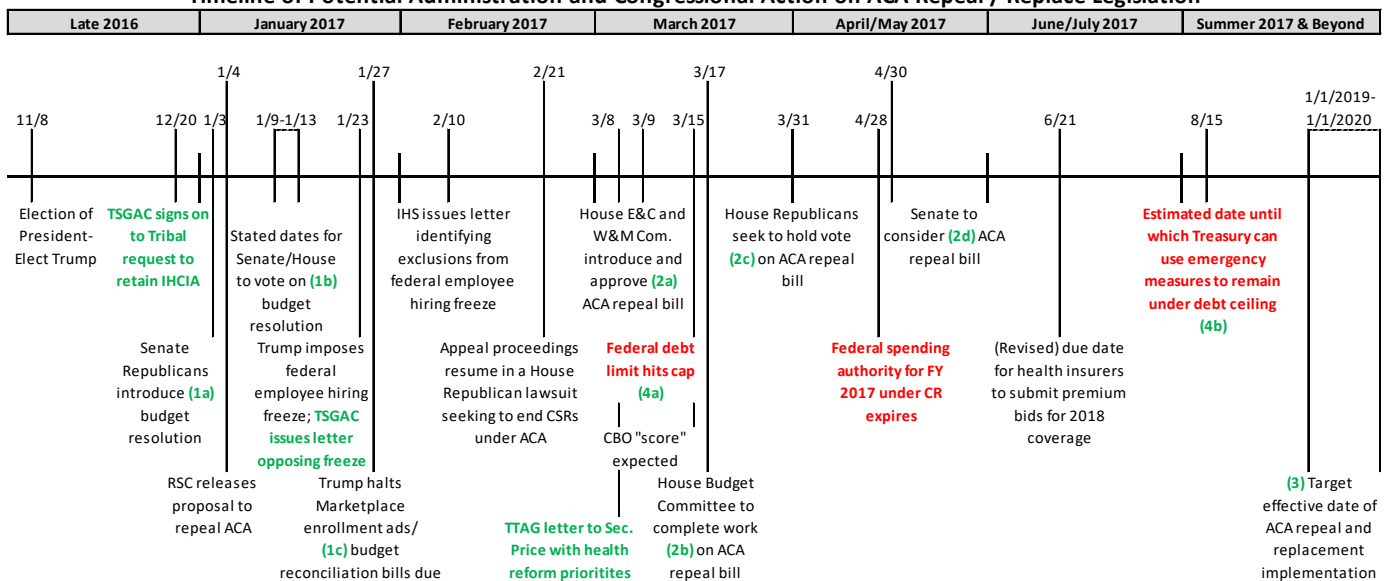 Timeline of Potential Administration and Congressional Action on ACA Repeal / Replace Legislation
Late 2016
January 2017
February 2017
March 2017
April/May 2017
June/July 2017
Summer 2017 & Beyond
1/4
1/27
2/21
3/17
4/30
11/8
12/20
1/3
1/9-1/13
1/23
2/10
3/8
3/9
3/15
3/31
4/28
6/21
8/15
1/1/2019-
1/1/2020
Election of
President-
Elect Trump
TSGAC signs on
to Tribal
request to
retain IHCIA
Stated dates for
Senate/House
to vote on (1b)
budget
resolution
IHS issues letter
identifying
exclusions from
federal employee
hiring freeze
House E&C and
W&M Com.
introduce and
approve (2a)
ACA repeal bill
House Republicans
seek to hold vote
(2c) on ACA repeal
bill
Senate to
consider (2d) ACA
repeal bill
Estimated date until
which Treasury can
use emergency
measures to remain
under debt ceiling
(4b)
Senate
Republicans
introduce (1a)
budget
resolution
Trump imposes
federal
employee hiring
freeze; TSGAC
issues letter
opposing freeze
Appeal proceedings
resume in a House
Republican lawsuit
seeking to end CSRs
under ACA
Federal debt
limit hits cap
(4a)
CBO "score"
expected
Federal spending
authority for FY
2017 under CR
expires
(Revised) due date
for health insurers
to submit premium
bids for 2018
coverage
RSC releases
proposal to
repeal ACA
Trump halts
Marketplace
enrollment ads/
(1c) budget
reconciliation bills due
TTAG letter to Sec.
Price with health
reform prioritites
House Budget
Committee to
complete work
(2b) on ACA
repeal bill
(3) Target
effective date of
ACA repeal and
replacement
implementation